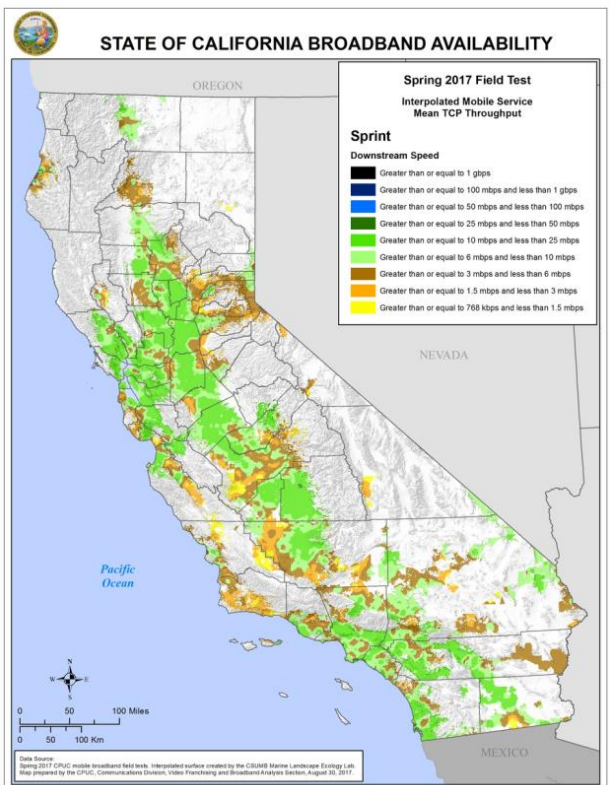 STATE OF CALIFORNIA BROADBAND AVAILABILITY
OREGON
Spring 2017 Field Test
Interpolated Mobile Service
Mean TCP Throughput
Sprint
Downstream Speed
Greater than or equal to 1 gbps
Greater than or equal to 100 mbps and less than 1 gbps
Greater than or equal to 50 mbps and less than 100 mbps
Greater than or equal to 25 mbps and less than 50 mbps
Greater than or equal to 10 mbps and less than 25 mbps
Greater than or equal to 6 mbps and less than 10 mbps
Greater than or equal to 3 mbps and less than 6 mbps
Greater than or equal to 1.5 mbps and less than 3 mbps
Greater than or equal to 768 kbps and less than 1.5 mbps
NEVADA
Pacific
Ocean
N
W E
S
0 50 100 Miles
0 50 100 Km
MEXICO
Data Source:
Spring 2017 CPUC mobile broadband field tests. Interpolated surface created by the CSUMB Marine Landscape Ecology Lab.
Map prepared by the CPUC, Communications Division, Video Franchising and Broadband Analysis Section, August 30, 2017.